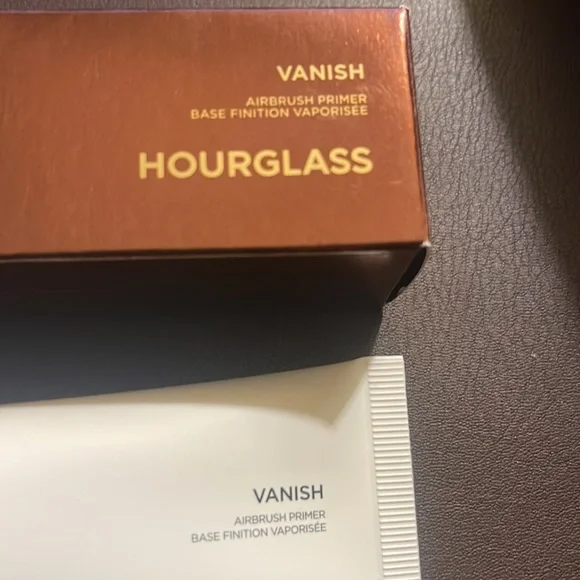 VANISH
AIRBRUSH PRIMER
BASE FINITION VAPORISÉE
HOURGLASS
VANISH
AIRBRUSH PRIMER
BASE FINITION VAPORISÉE